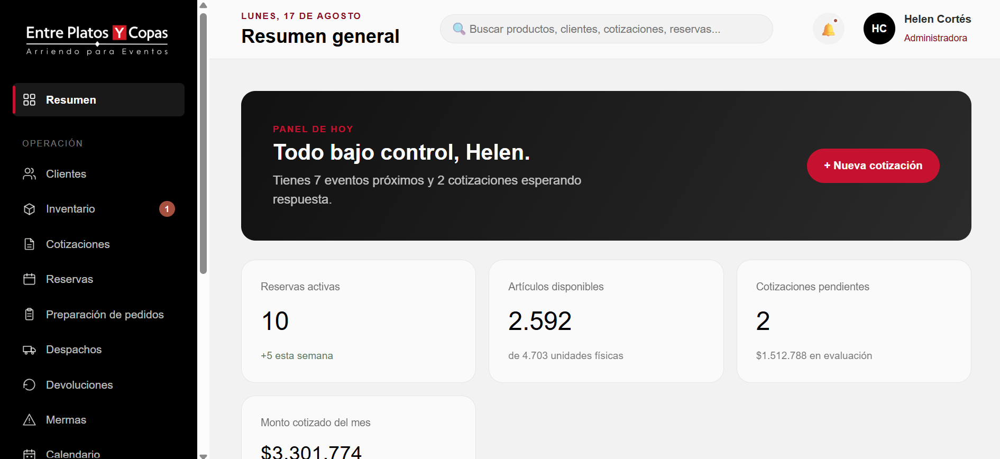 Entre Platos Y Copas
Arriendo para Eventos
Resumen
OPERACIÓN
Clientes
Inventario 1
Cotizaciones
Reservas
Preparación de pedidos
Despachos
Devoluciones
Mermas
Calendario
LUNES, 17 DE AGOSTO
Resumen general
Buscar productos, clientes, cotizaciones, reservas...
HC
Helen Cortés
Administradora
PANEL DE HOY
Todo bajo control, Helen.
Tienes 7 eventos próximos y 2 cotizaciones esperando
respuesta.
+ Nueva cotización
Reservas activas
10
+5 esta semana
Artículos disponibles
2.592
de 4.703 unidades físicas
Cotizaciones pendientes
2
$1.512.788 en evaluación
Monto cotizado del mes
$3.301.774